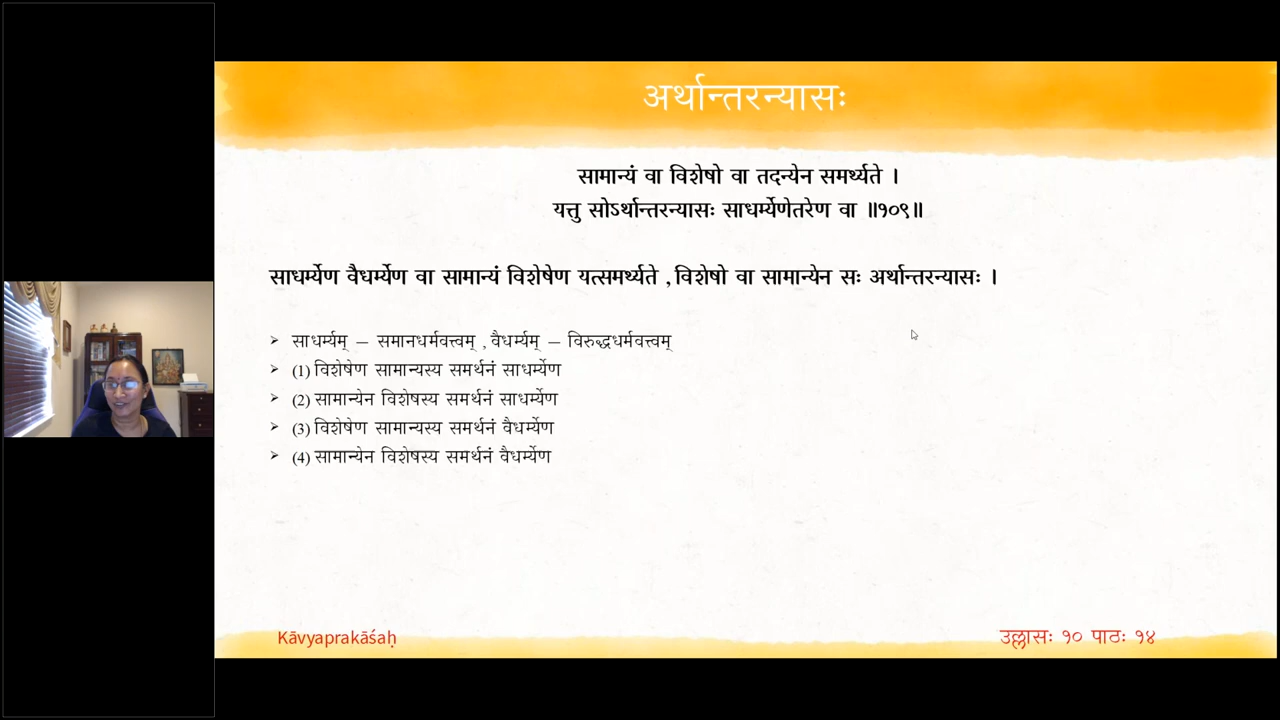 अर्थान्तरन्यासः
सामान्यं वा विशेषो वा तदन्येन समर्थ्यते ।
यत्तु सोऽर्थान्तरन्यासः साधर्म्येणेतरेण वा ॥१०९॥
साधर्म्येण वैधर्म्येण वा सामान्यं विशेषेण यत्समर्थ्यते , विशेषो वा सामान्येन सः अर्थान्तरन्यासः ।
➢ साधर्म्यम् – समानधर्मवत्त्वम् , वैधर्म्यम् – विरुद्धधर्मवत्त्वम्
➢ (1) विशेषेण सामान्यस्य समर्थनं साधर्म्येण
➢ (2) सामान्येन विशेषस्य समर्थनं साधर्म्येण
➢ (3) विशेषेण सामान्यस्य समर्थनं वैधर्म्येण
➢ (4) सामान्येन विशेषस्य समर्थनं वैधर्म्येण
Kāvyaprakāśaḥ
उल्लासः १० पाठः १४